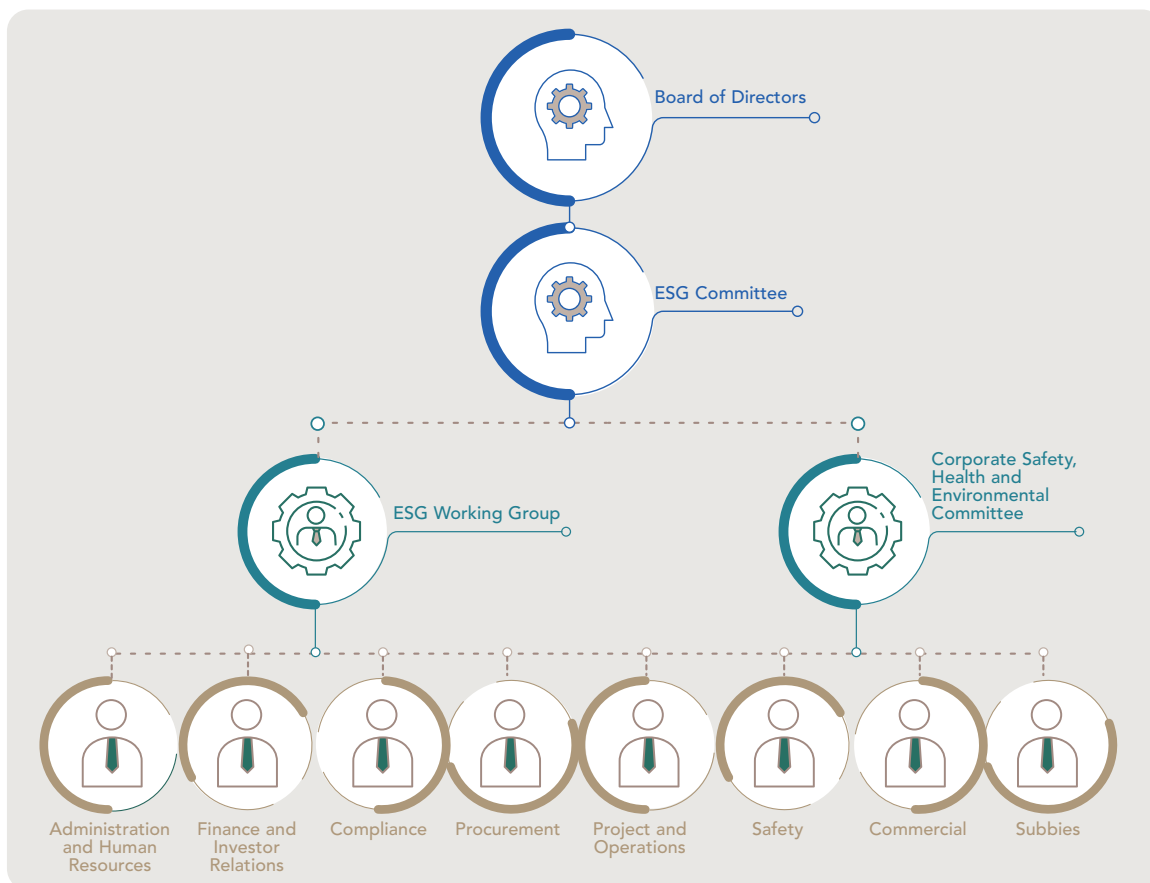 Board of Directors
ESG Committee
ESG Working Group
Corporate Safety,
Health and
Environmental
Committee
Administration
and Human
Resources
Finance and
Investor
Relations
Compliance
Procurement
Project and
Operations
Safety
Commercial
Subbies